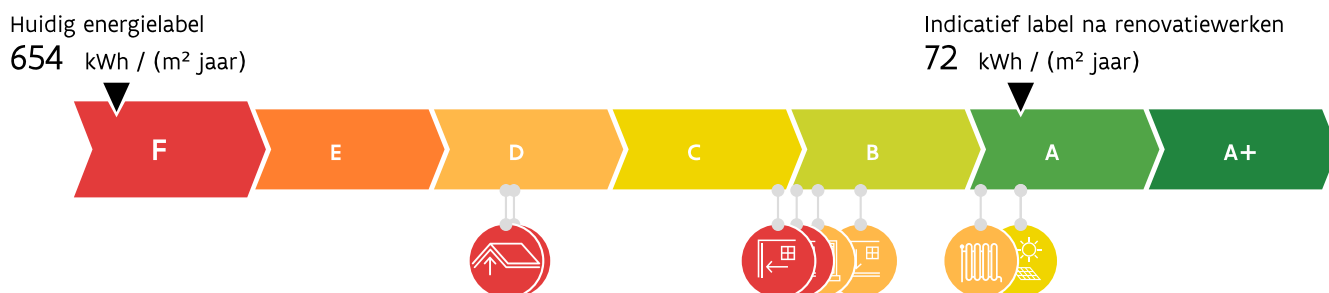 Huidig energielabel
654 kWh / (m² jaar)
Indicatief label na renovatiewerken
72 kWh / (m² jaar)
F E D C B A A+